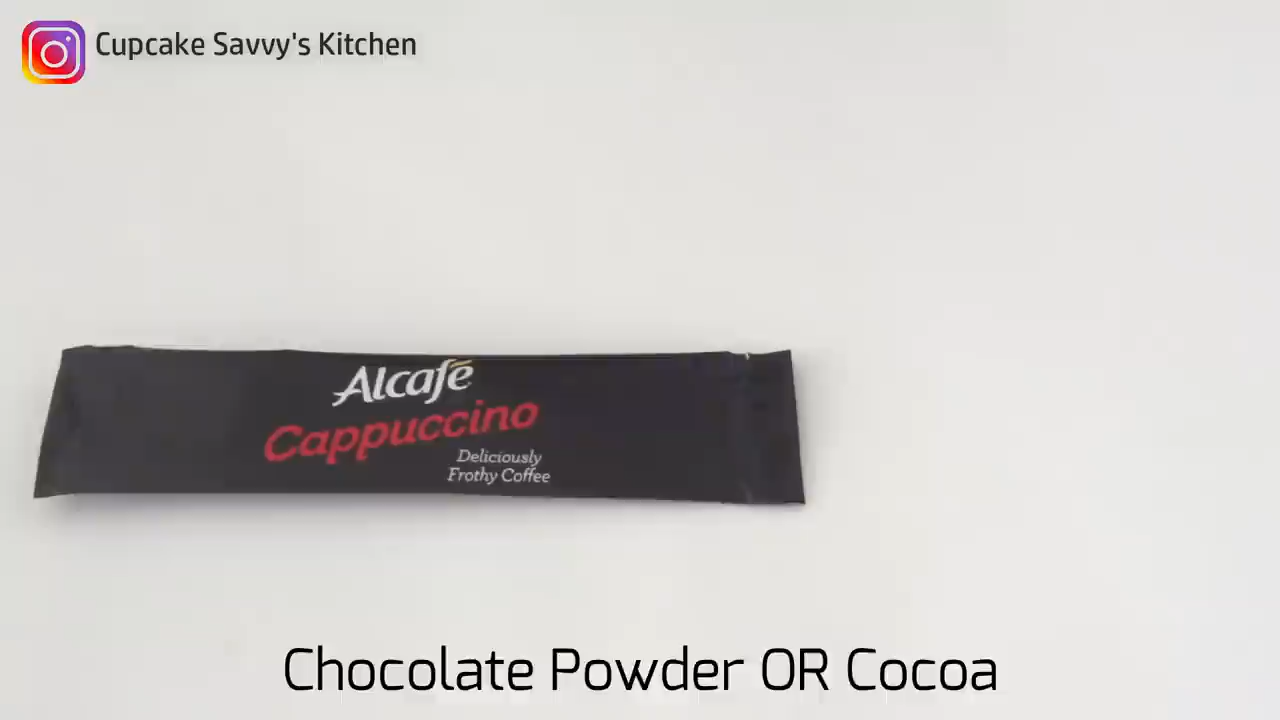 Cupcake Savvy's Kitchen
Alcafé
Cappuccino
Deliciously
Frothy Coffee
Chocolate Powder OR Cocoa